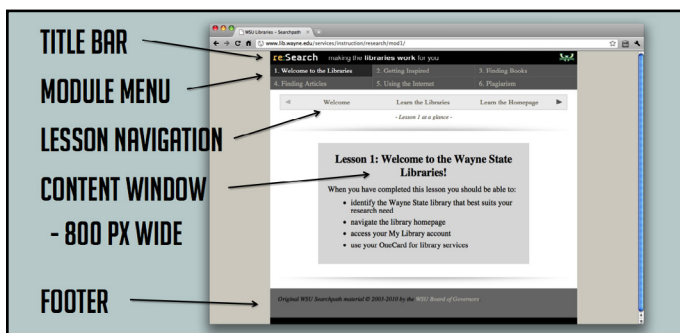 TITLE BAR
MODULE MENU
LESSON NAVIGATION
CONTENT WINDOW
- 800 PX WIDE
FOOTER
WSU Libraries – Searchpath
www.lib.wayne.edu/services/instruction/research/mod1/
re:Search making the libraries work for you
1. Welcome to the Libraries 2. Getting Inspired 3. Finding Books
4. Finding Articles 5. Using the Internet 6. Plagiarism
Welcome Learn the Libraries Learn the Homepage
- Lesson 1 at a glance -
Lesson 1: Welcome to the Wayne State
Libraries!
When you have completed this lesson you should be able to:
• identify the Wayne State library that best suits your
research need
• navigate the library homepage
• access your My Library account
• use your OneCard for library services
Original WSU Searchpath material © 2003-2010 by the WSU Board of Governors